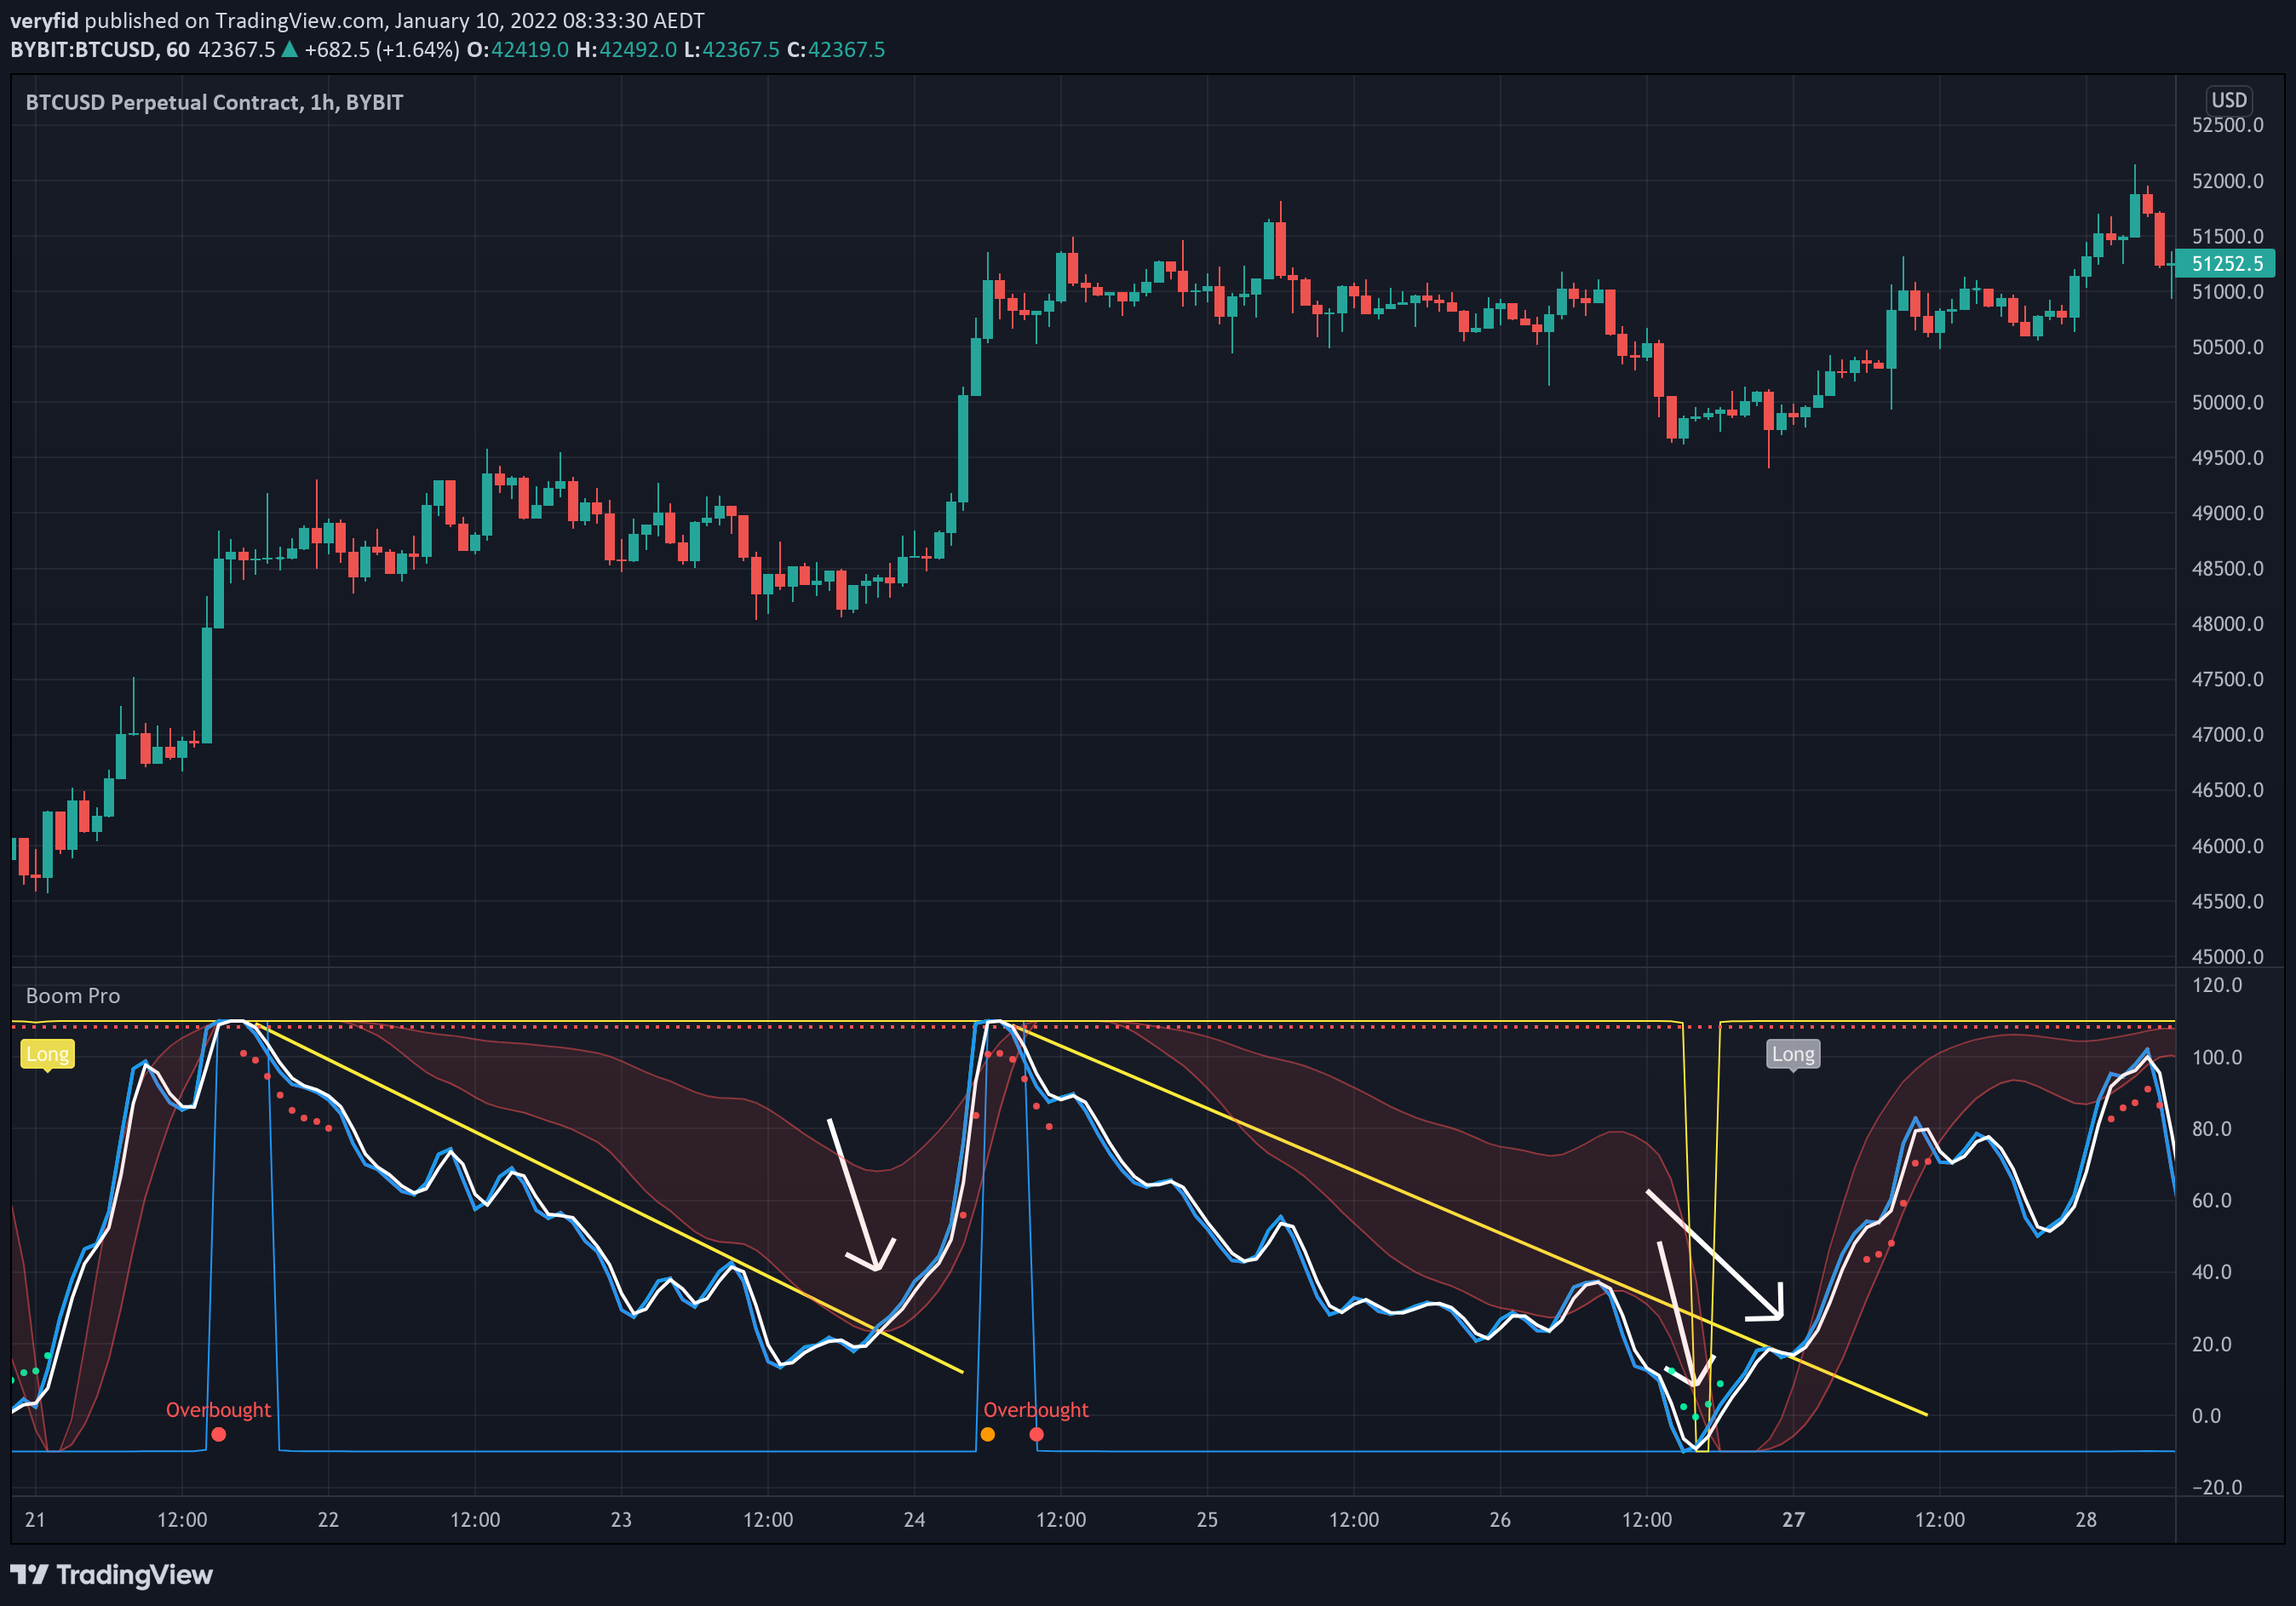 veryfid published on TradingView.com, January 10, 2022 08:33:30 AEDT
BYBIT:BTCUSD, 60 42367.5 ▲ +682.5 (+1.64%) O:42419.0 H:42492.0 L:42367.5 C:42367.5
BTCUSD Perpetual Contract, 1h, BYBIT
USD
52500.0
52000.0
51500.0
51252.5
51000.0
50500.0
50000.0
49500.0
49000.0
48500.0
48000.0
47500.0
47000.0
46500.0
46000.0
45500.0
45000.0
Boom Pro
120.0
Long
Long
100.0
80.0
60.0
40.0
20.0
Overbought
Overbought
0.0
−20.0
21 12:00 22 12:00 23 12:00 24 12:00 25 12:00 26 12:00 27 12:00 28
TradingView